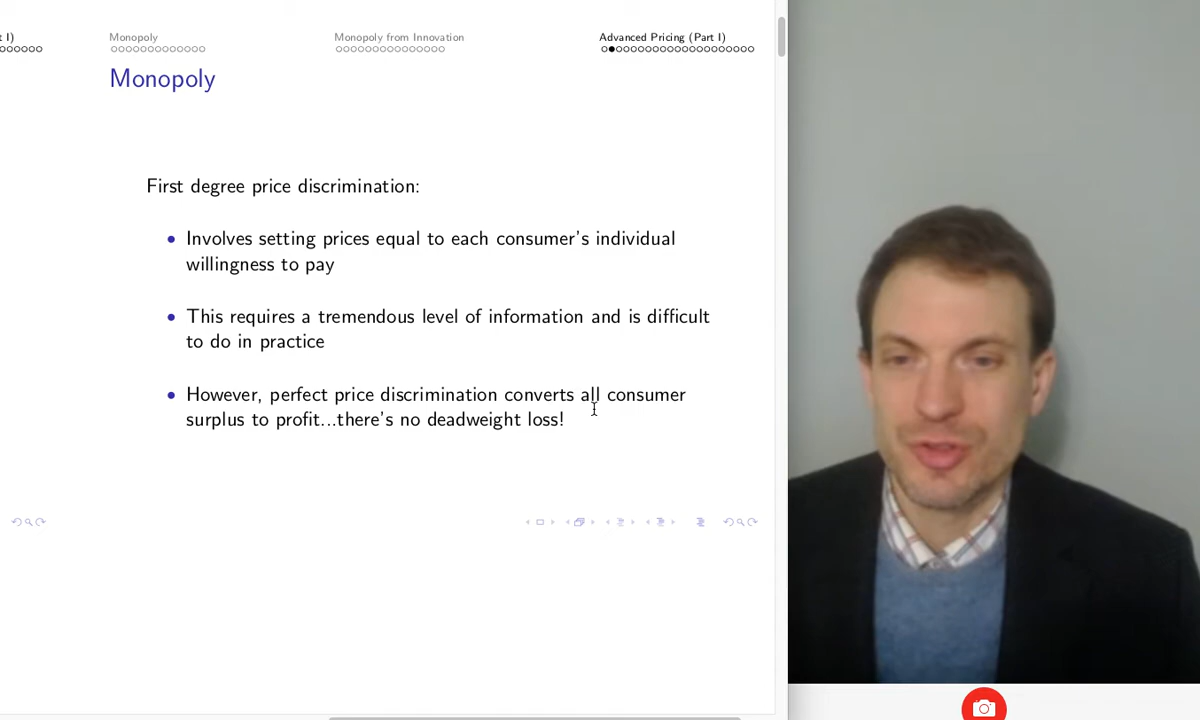 t I)
Monopoly
Monopoly from Innovation
Advanced Pricing (Part I)
Monopoly
First degree price discrimination:
• Involves setting prices equal to each consumer's individual
willingness to pay
• This requires a tremendous level of information and is difficult
to do in practice
• However, perfect price discrimination converts all consumer
surplus to profit...there's no deadweight loss!